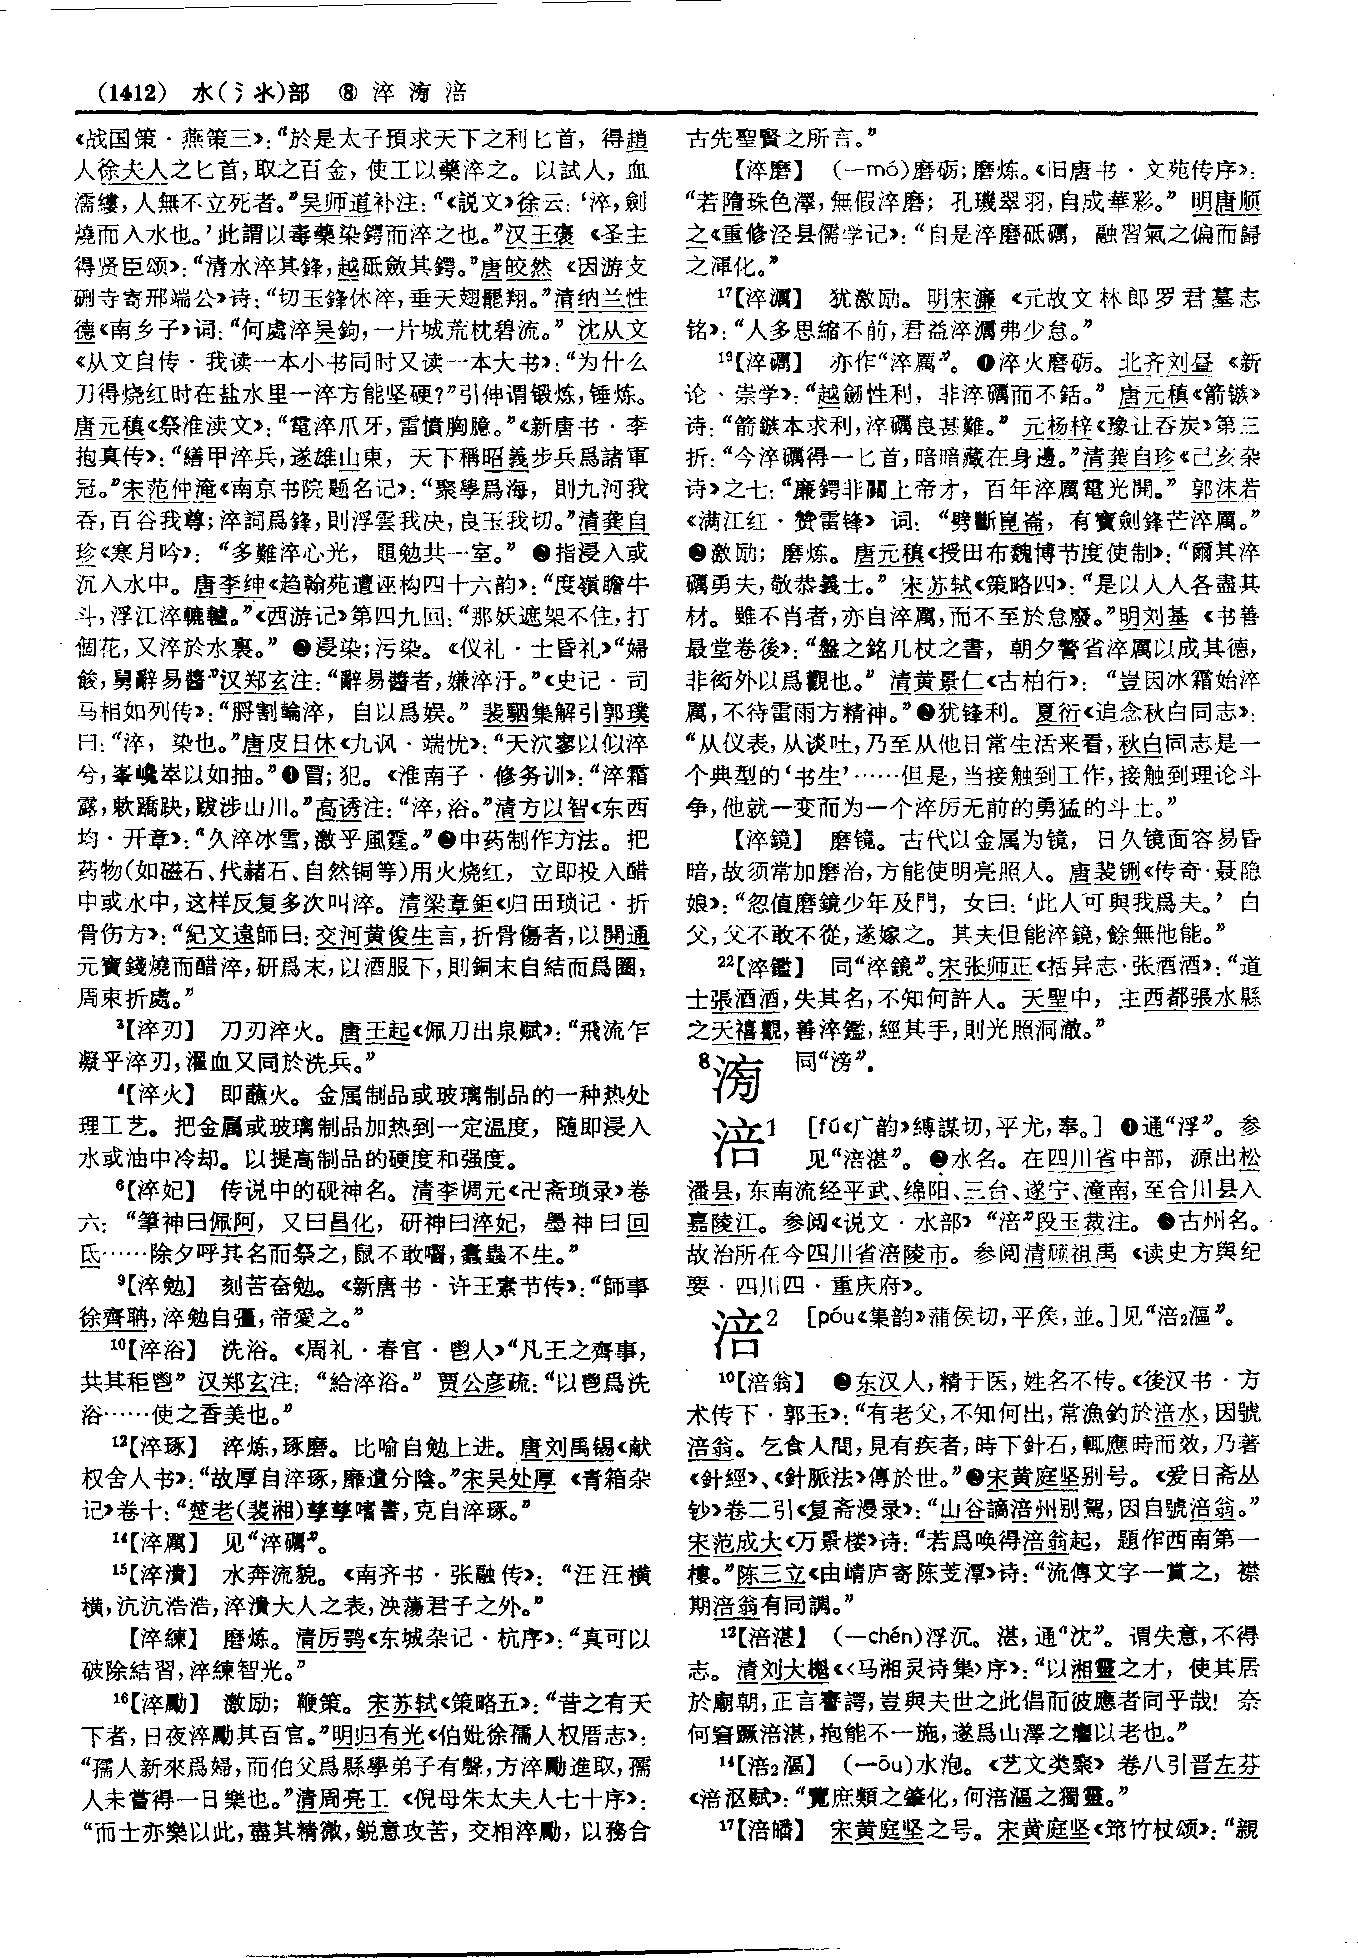 (1412) 水(氵氺)部 ⑧ 淬 渹 涪
《战国策·燕策三》：“於是太子預求天下之利匕首，得趙
人徐夫人之匕首，取之百金，使工以藥淬之。以試人，血
濡縷，人無不立死者。”吴师道补注：“《説文》徐云：‘淬，劍
燒而入水也。’此謂以毒藥染鍔而淬之也。”汉王褒《圣主
得贤臣颂》：“清水淬其鋒，越砥斂其鍔。”唐皎然《因游支
硎寺寄邢端公》诗：“切玉鋒休淬，垂天翅罷翔。”清纳兰性
德《南乡子》词：“何處淬吴鉤，一片城荒枕碧流。”沈从文
《从文自传·我读一本小书同时又读一本大书》：“为什么
刀得烧红时在盐水里一淬方能坚硬？”引伸谓锻炼，锤炼。
唐元稹《祭淮渎文》：“電淬爪牙，雷憤胸臆。”《新唐书·李
抱真传》：“繕甲淬兵，遂雄山東，天下稱昭義步兵爲諸軍
冠。”宋范仲淹《南京书院题名记》：“聚學爲海，則九河我
吞，百谷我尊；淬詞爲鋒，則浮雲我决，良玉我切。”清龚自
珍《寒月吟》：“多難淬心光，黽勉共一室。”❷指浸入或
沉入水中。唐李绅《趋翰苑遭诬构四十六韵》：“度嶺瞻牛
斗，浮江淬轆轤。”《西游记》第四九回：“那妖遮架不住，打
個花，又淬於水裏。”❸浸染；污染。《仪礼·士昏礼》“婦
餕，舅辭易醬”汉郑玄注：“辭易醬者，嫌淬汙。”《史记·司
马相如列传》：“脟割輪淬，自以爲娱。”裴駰集解引郭璞
曰：“淬，染也。”唐皮日休《九讽·端忧》：“天泬寥以似淬
兮，峯巉崒以如抽。”❹冒；犯。《淮南子·修务训》：“淬霜
露，欶蹻趹，跋涉山川。”高诱注：“淬，浴。”清方以智《东西
均·开章》：“久淬冰雪，激乎風霆。”❺中药制作方法。把
药物(如磁石、代赭石、自然铜等)用火烧红，立即投入醋
中或水中，这样反复多次叫淬。清梁章鉅《归田琐记·折
骨伤方》：“紀文達師曰：交河黄俊生言，折骨傷者，以開通
元寶錢燒而醋淬，研爲末，以酒服下，則銅末自結而爲圈，
周束折處。”
³【淬刃】 刀刃淬火。唐王起《佩刀出泉赋》：“飛流乍
凝乎淬刃，濯血又同於洗兵。”
⁴【淬火】 即蘸火。金属制品或玻璃制品的一种热处
理工艺。把金属或玻璃制品加热到一定温度，随即浸入
水或油中冷却。以提高制品的硬度和强度。
⁶【淬妃】 传说中的砚神名。清李调元《卍斋琐录》卷
六：“筆神曰佩阿，又曰昌化，研神曰淬妃，墨神曰回
氐……除夕呼其名而祭之，鼠不敢嚙，蠹蟲不生。”
⁹【淬勉】 刻苦奋勉。《新唐书·许王素节传》：“師事
徐齊聃，淬勉自彊，帝愛之。”
¹⁰【淬浴】 洗浴。《周礼·春官·鬯人》“凡王之齊事，
共其秬鬯”汉郑玄注：“給淬浴。”贾公彦疏：“以鬯爲洗
浴……使之香美也。”
¹²【淬琢】 淬炼，琢磨。比喻自勉上进。唐刘禹锡《献
权舍人书》：“故厚自淬琢，靡遺分陰。”宋吴处厚《青箱杂
记》卷十：“楚老(裴湘)孳孳嗜書，克自淬琢。”
¹⁴【淬厲】 见“淬礪”。
¹⁵【淬潰】 水奔流貌。《南齐书·张融传》：“汪汪横
横，沆沆浩浩，淬潰大人之表，泱蕩君子之外。”
【淬練】 磨炼。清厉鹗《东城杂记·杭序》：“真可以
破除結習，淬練智光。”
¹⁶【淬勵】 激励；鞭策。宋苏轼《策略五》：“昔之有天
下者，日夜淬勵其百官。”明归有光《伯妣徐孺人权厝志》：
“孺人新來爲婦，而伯父爲縣學弟子有聲，方淬勵進取，孺
人未嘗得一日樂也。”清周亮工《倪母朱太夫人七十序》：
“而士亦樂以此，盡其精微，鋭意攻苦，交相淬勵，以務合
古先聖賢之所言。”
【淬磨】 (—mó)磨砺；磨炼。《旧唐书·文苑传序》：
“若隋珠色澤，無假淬磨；孔璣翠羽，自成華彩。”明唐顺
之《重修泾县儒学记》：“自是淬磨砥礪，融習氣之偏而歸
之渾化。”
¹⁷【淬濿】 犹激励。明宋濂《元故文林郎罗君墓志
铭》：“人多思縮不前，君益淬濿弗少怠。”
¹⁹【淬礪】 亦作“淬厲”。❶淬火磨砺。北齐刘昼《新
论·崇学》：“越劒性利，非淬礪而不銛。”唐元稹《箭镞》
诗：“箭鏃本求利，淬礪良甚難。”元杨梓《豫让吞炭》第三
折：“今淬礪得一匕首，暗暗藏在身邊。”清龚自珍《己亥杂
诗》之七：“廉鍔非關上帝才，百年淬厲電光開。”郭沫若
《满江红·赞雷锋》词：“劈斷崑崙，有寶劍鋒芒淬厲。”
❷激励；磨炼。唐元稹《授田布魏博节度使制》：“爾其淬
礪勇夫，敬恭義士。”宋苏轼《策略四》：“是以人人各盡其
材。雖不肖者，亦自淬厲，而不至於怠廢。”明刘基《书善
最堂卷後》：“盤之銘几杖之書，朝夕警省淬厲以成其德，
非衒外以爲觀也。”清黄景仁《古柏行》：“豈因冰霜始淬
厲，不待雷雨方精神。”❸犹锋利。夏衍《追念秋白同志》：
“从仪表，从谈吐，乃至从他日常生活来看，秋白同志是一
个典型的‘书生’……但是，当接触到工作，接触到理论斗
争，他就一变而为一个淬厉无前的勇猛的斗士。”
【淬鏡】 磨镜。古代以金属为镜，日久镜面容易昏
暗，故须常加磨治，方能使明亮照人。唐裴铏《传奇·聂隐
娘》：“忽值磨鏡少年及門，女曰：‘此人可與我爲夫。’白
父，父不敢不從，遂嫁之。其夫但能淬鏡，餘無他能。”
²²【淬鑑】 同“淬鏡”。宋张师正《括异志·张酒酒》：“道
士張酒酒，失其名，不知何許人。天聖中，主西都張水縣
之天禧觀，善淬鑑，經其手，則光照洞澈。”
⁸𣶢 同“滂”。
涪¹ [fú《广韵》縛謀切，平尤，奉。] ❶通“浮”。参
见“涪湛”。❷水名。在四川省中部，源出松
潘县，东南流经平武、绵阳、三台、遂宁、潼南，至合川县入
嘉陵江。参阅《说文·水部》“涪”段玉裁注。❸古州名。
故治所在今四川省涪陵市。参阅清顾祖禹《读史方舆纪
要·四川四·重庆府》。
涪² [póu《集韵》蒲侯切，平侯，並。]见“涪₂漚”。
¹⁰【涪翁】 ❶东汉人，精于医，姓名不传。《後汉书·方
术传下·郭玉》：“有老父，不知何出，常漁釣於涪水，因號
涪翁。乞食人間，見有疾者，時下針石，輒應時而效，乃著
《針經》、《針脈法》傳於世。”❷宋黄庭坚别号。《爱日斋丛
钞》卷二引《复斋漫录》：“山谷謫涪州别駕，因自號涪翁。”
宋范成大《万景楼》诗：“若爲唤得涪翁起，題作西南第一
樓。”陈三立《由崝庐寄陈芰潭》诗：“流傳文字一賞之，襟
期涪翁有同調。”
¹²【涪湛】 (—chén)浮沉。湛，通“沈”。谓失意，不得
志。清刘大櫆《〈马湘灵诗集〉序》：“以湘靈之才，使其居
於廟朝，正言謇諤，豈與夫世之此倡而彼應者同乎哉！奈
何窘蹶涪湛，抱能不一施，遂爲山澤之癯以老也。”
¹⁴【涪₂漚】 (—ōu)水泡。《艺文类聚》卷八引晋左芬
《涪沤赋》：“覽庶類之肇化，何涪漚之獨靈。”
¹⁷【涪皤】 宋黄庭坚之号。宋黄庭坚《筇竹杖颂》：“親